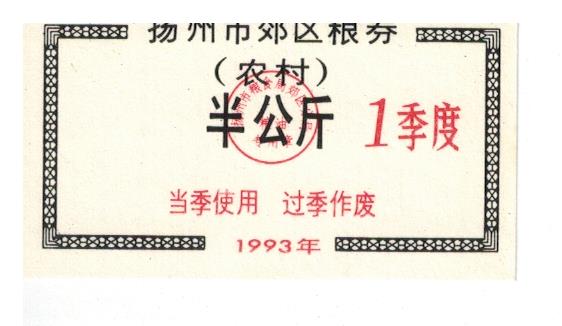 扬州市郊区粮券
（农村）
半公斤
1季度
当季使用 过季作废
1993年